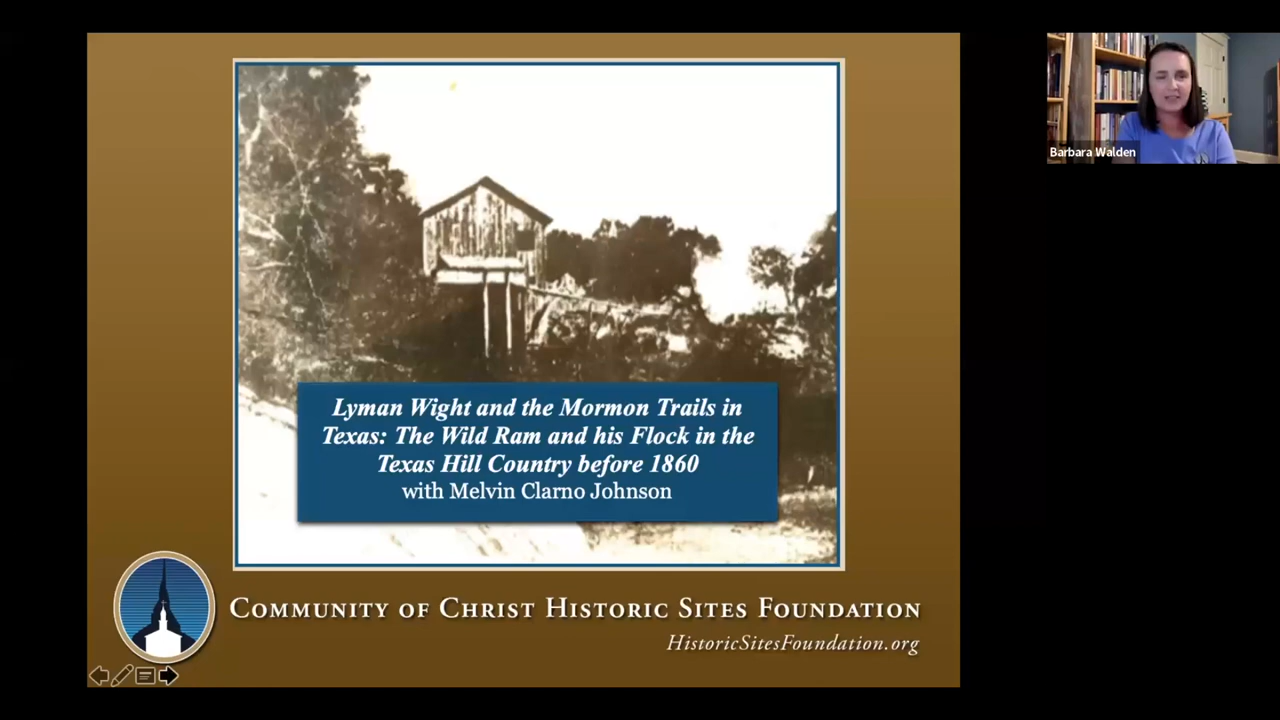 Barbara Walden
Lyman Wight and the Mormon Trails in
Texas: The Wild Ram and his Flock in the
Texas Hill Country before 1860
with Melvin Clarno Johnson
Community of Christ Historic Sites Foundation
HistoricSitesFoundation.org